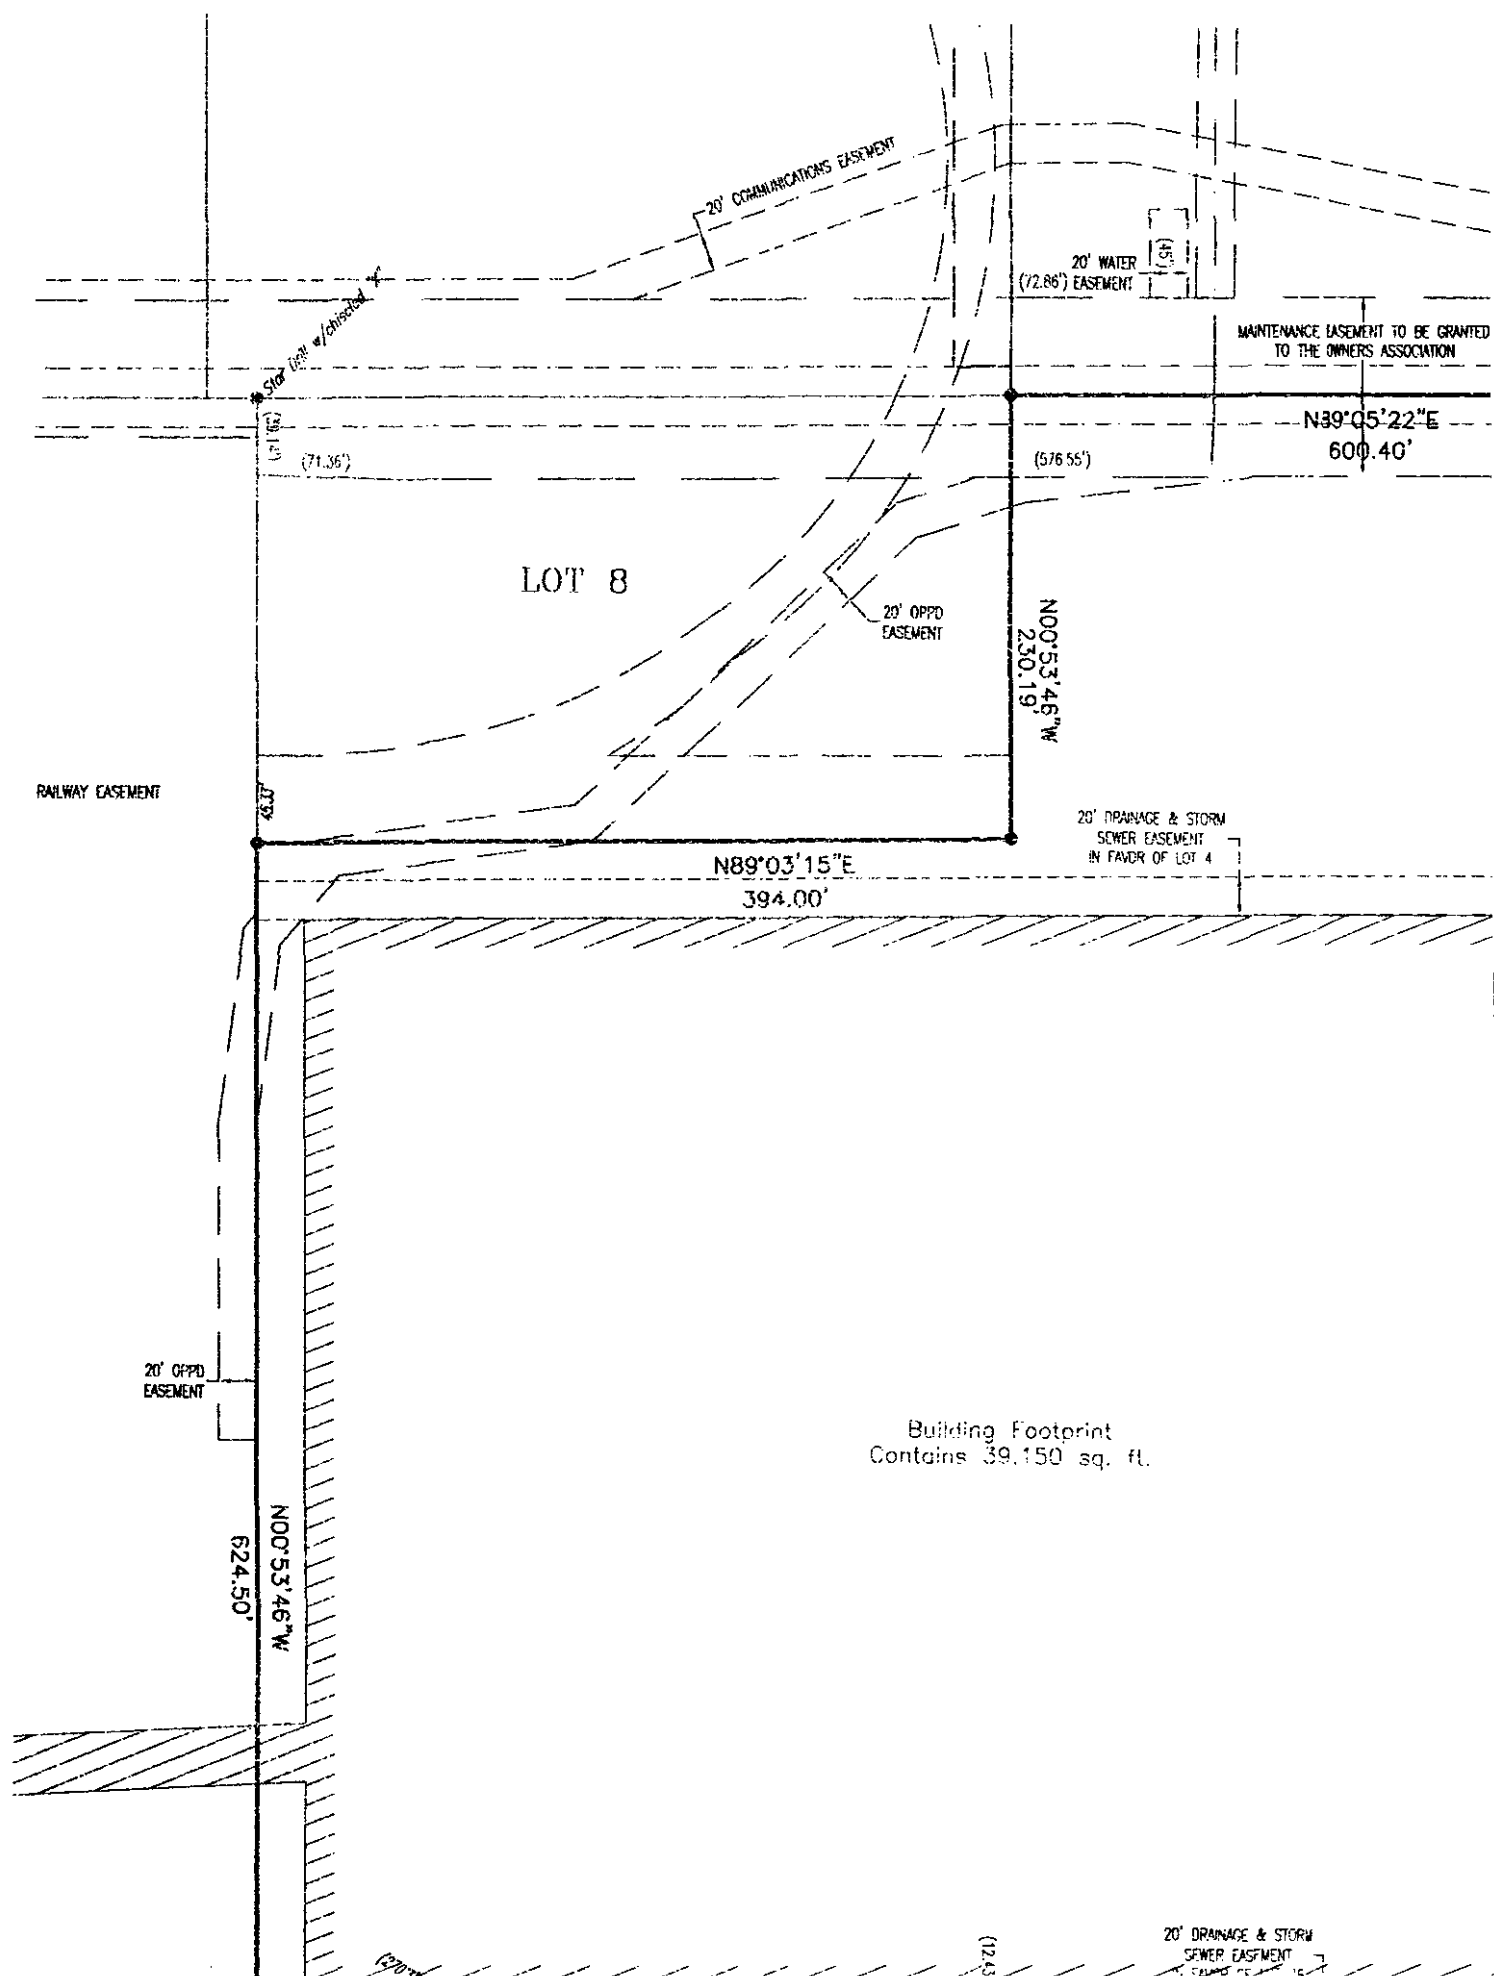 20' COMMUNICATIONS EASEMENT
20' WATER
EASEMENT
(45')
(72.86')
Star Drill w/chiseled X
MAINTENANCE EASEMENT TO BE GRANTED
TO THE OWNERS ASSOCIATION
N89°05'22"E
600.40'
(71.36')
(576.55')
LOT 8
20' OPPD
EASEMENT
N00°53'46"W
230.19'
RAILWAY EASEMENT
20' DRAINAGE & STORM
SEWER EASEMENT
IN FAVOR OF LOT 4
N89°03'15"E
394.00'
20' OPPD
EASEMENT
Building Footprint
Contains 39,150 sq. ft.
N00°53'46"W
624.50'
20' DRAINAGE & STORM
SEWER EASEMENT
(12.43